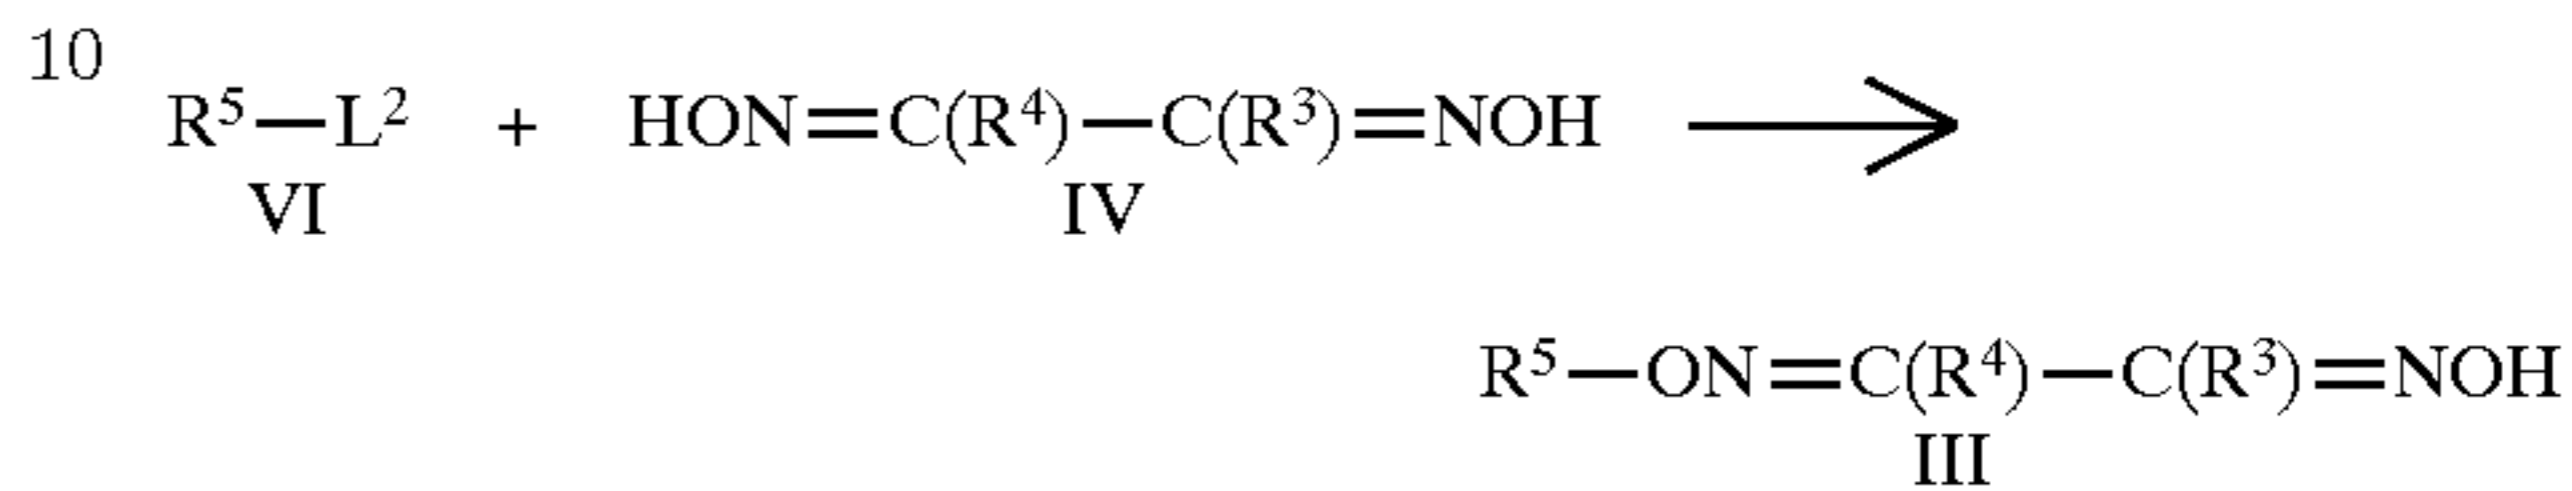 10
R⁵—L² + HON=C(R⁴)—C(R³)=NOH →
VI IV
R⁵—ON=C(R⁴)—C(R³)=NOH
III